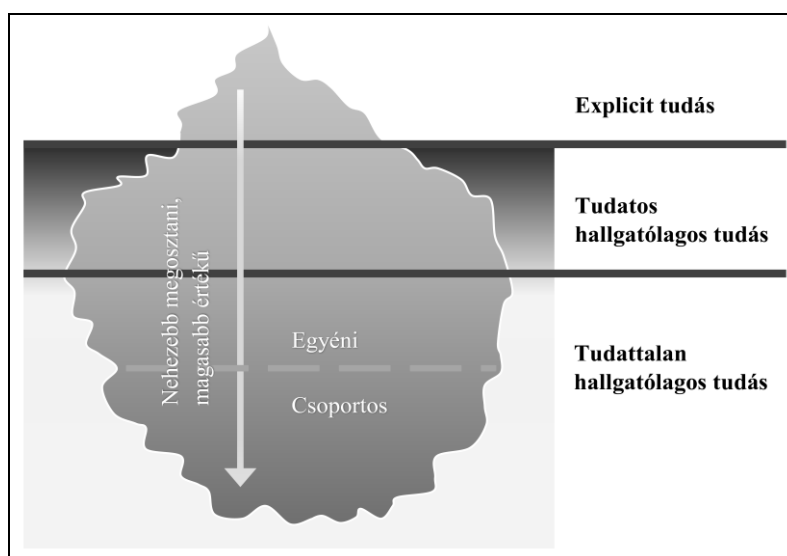 Explicit tudás
Tudatos
hallgatólagos tudás
Nehezebb megosztani,
magasabb értékű
Egyéni
Csoportos
Tudattalan
hallgatólagos tudás